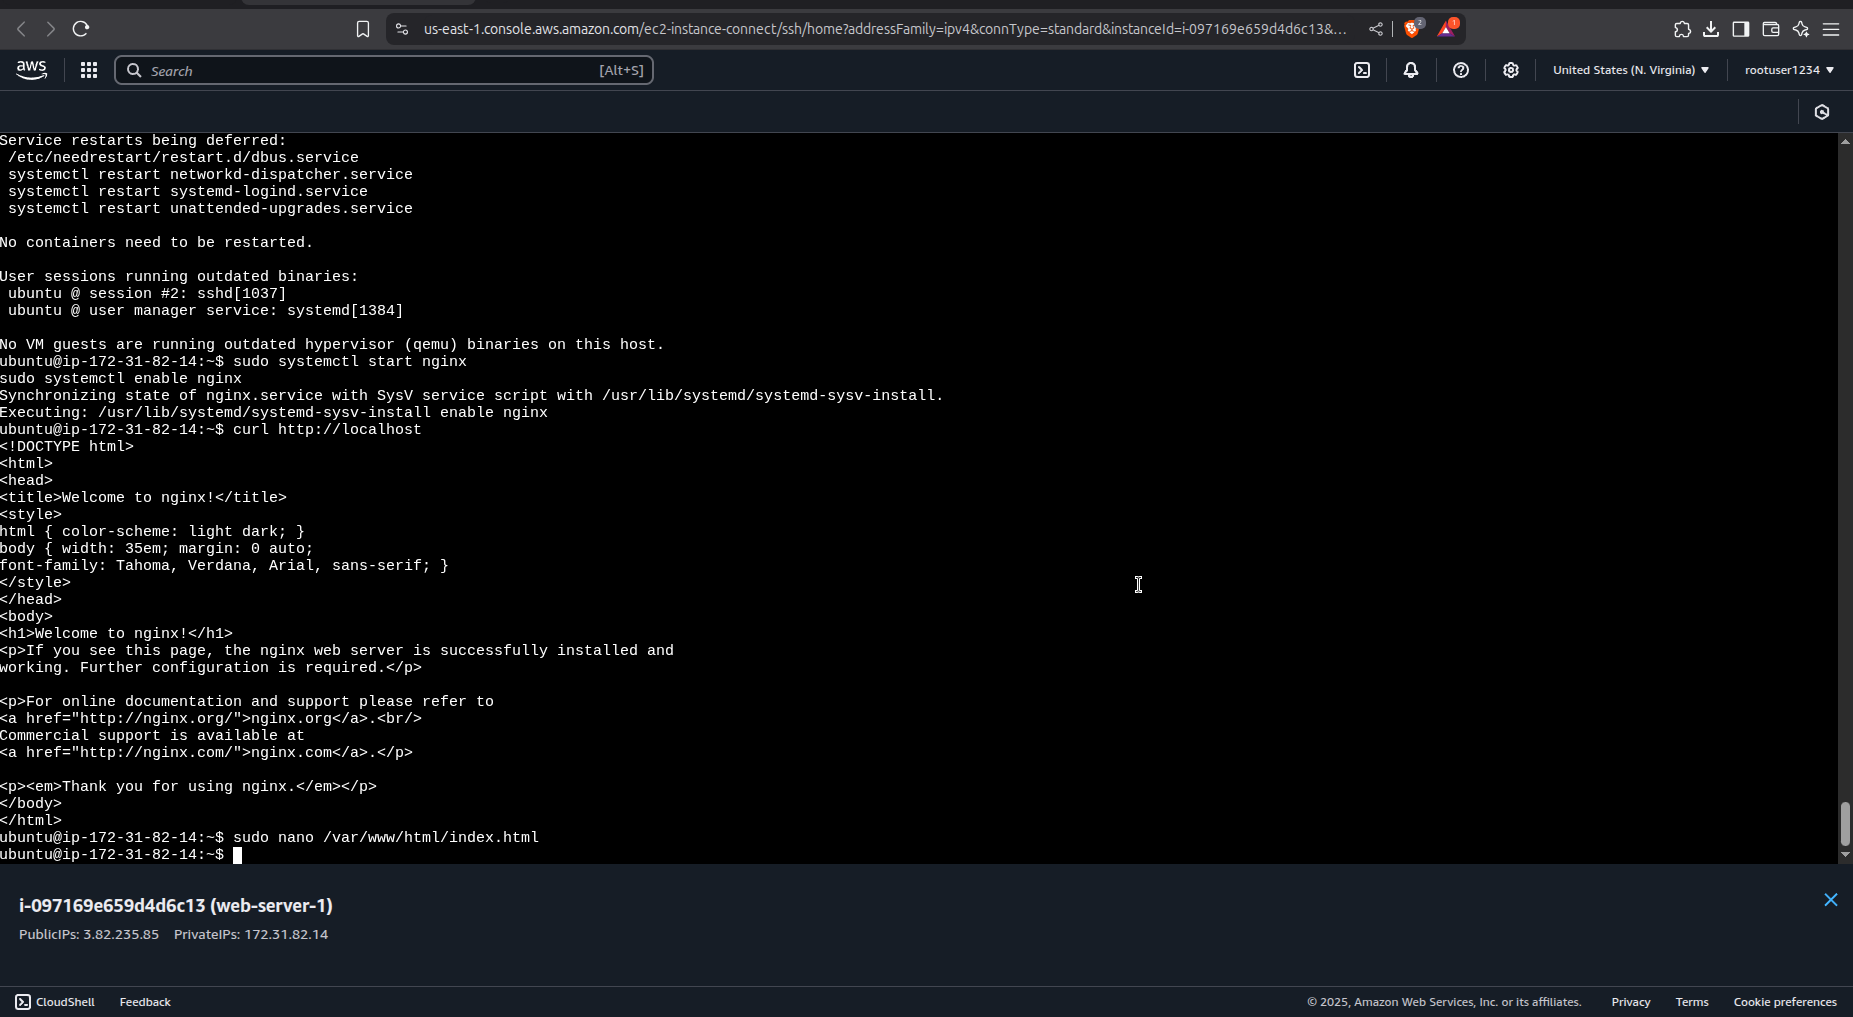 us-east-1.console.aws.amazon.com/ec2-instance-connect/ssh/home?addressFamily=ipv4&connType=standard&instanceId=i-097169e659d4d6c13&...
2
1
aws
Search
[Alt+S]
United States (N. Virginia)
rootuser1234
Service restarts being deferred:
 /etc/needrestart/restart.d/dbus.service
 systemctl restart networkd-dispatcher.service
 systemctl restart systemd-logind.service
 systemctl restart unattended-upgrades.service
No containers need to be restarted.
User sessions running outdated binaries:
 ubuntu @ session #2: sshd[1037]
 ubuntu @ user manager service: systemd[1384]
No VM guests are running outdated hypervisor (qemu) binaries on this host.
ubuntu@ip-172-31-82-14:~$ sudo systemctl start nginx
sudo systemctl enable nginx
Synchronizing state of nginx.service with SysV service script with /usr/lib/systemd/systemd-sysv-install.
Executing: /usr/lib/systemd/systemd-sysv-install enable nginx
ubuntu@ip-172-31-82-14:~$ curl http://localhost
<!DOCTYPE html>
<html>
<head>
<title>Welcome to nginx!</title>
<style>
html { color-scheme: light dark; }
body { width: 35em; margin: 0 auto;
font-family: Tahoma, Verdana, Arial, sans-serif; }
</style>
</head>
<body>
<h1>Welcome to nginx!</h1>
<p>If you see this page, the nginx web server is successfully installed and
working. Further configuration is required.</p>
<p>For online documentation and support please refer to
<a href="http://nginx.org/">nginx.org</a>.<br/>
Commercial support is available at
<a href="http://nginx.com/">nginx.com</a>.</p>
<p><em>Thank you for using nginx.</em></p>
</body>
</html>
ubuntu@ip-172-31-82-14:~$ sudo nano /var/www/html/index.html
ubuntu@ip-172-31-82-14:~$
i-097169e659d4d6c13 (web-server-1)
PublicIPs: 3.82.235.85 PrivateIPs: 172.31.82.14
CloudShell
Feedback
© 2025, Amazon Web Services, Inc. or its affiliates.
Privacy
Terms
Cookie preferences